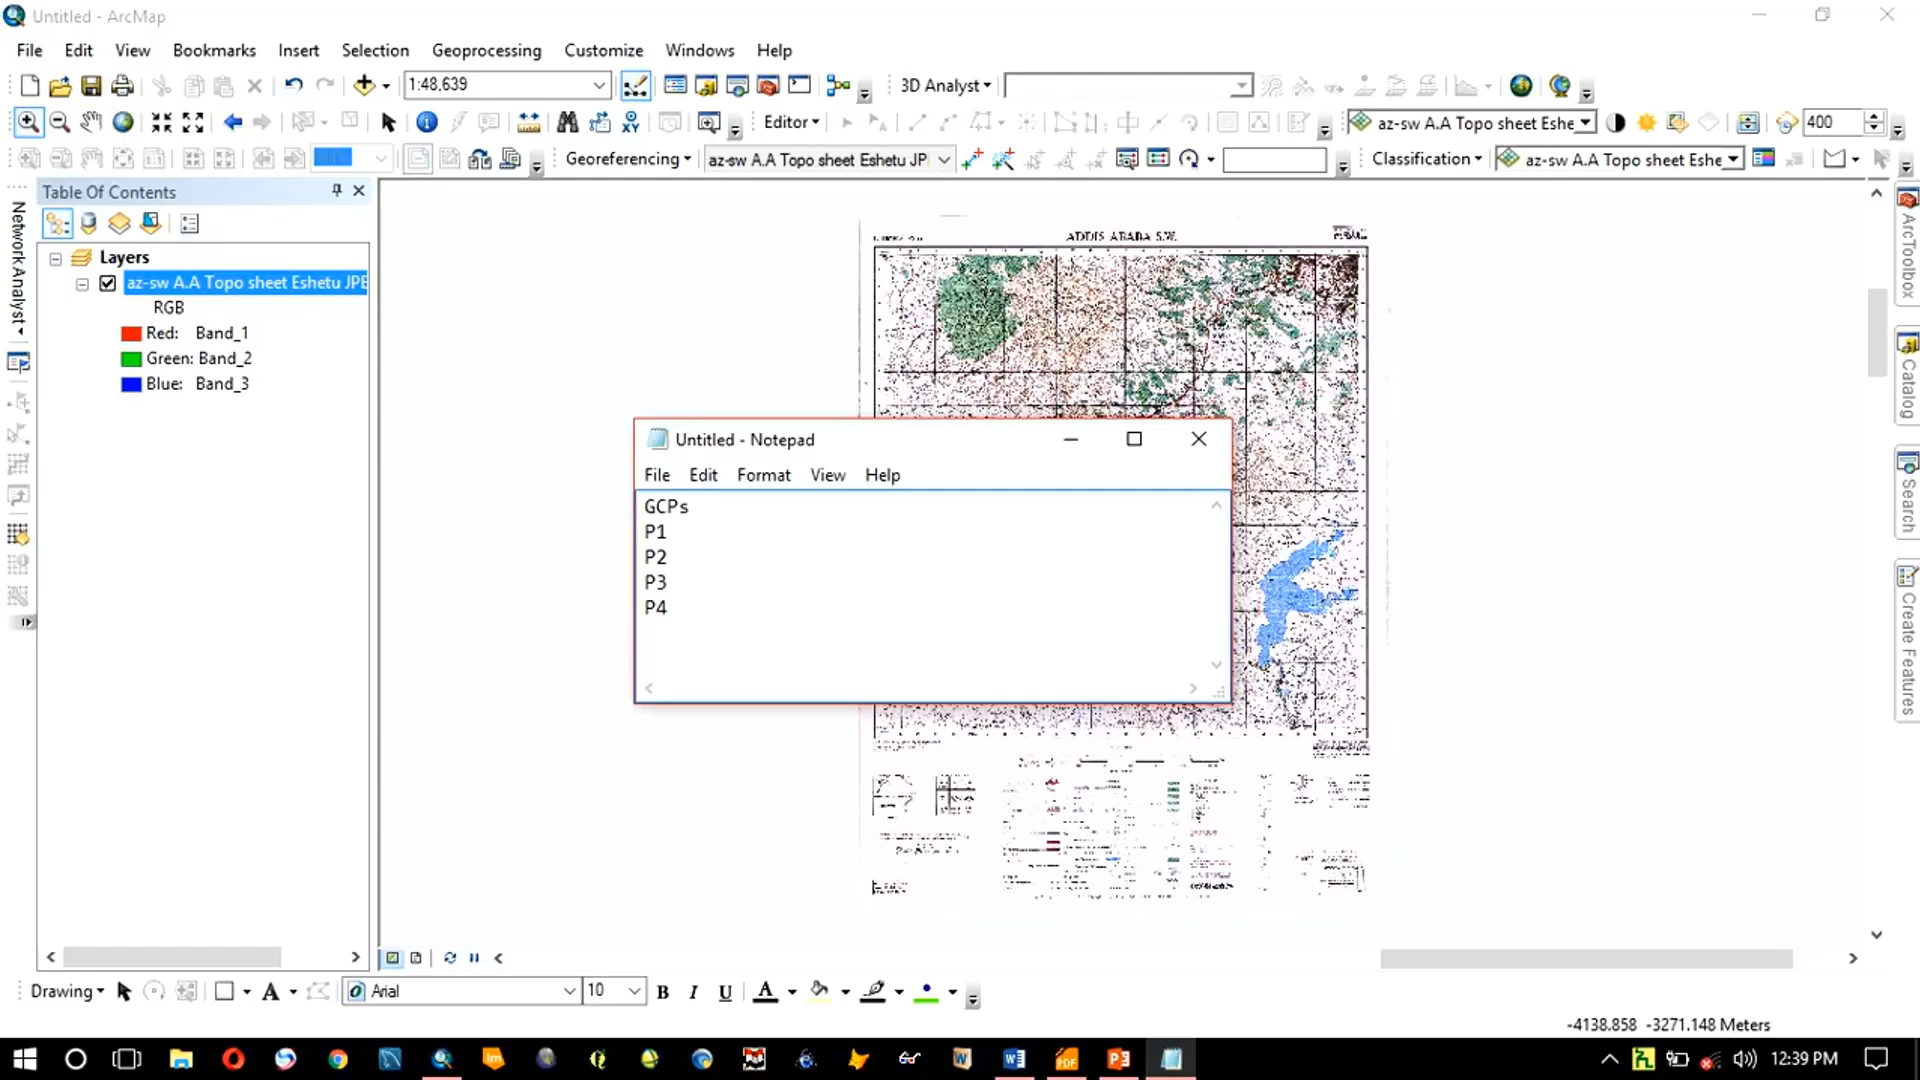 Untitled - ArcMap
File Edit View Bookmarks Insert Selection Geoprocessing Customize Windows Help
1:48,639 3D Analyst
Editor az-sw A.A Topo sheet Eshe 400
Georeferencing az-sw A.A Topo sheet Eshetu JP Classification az-sw A.A Topo sheet Eshe
Table Of Contents
Layers
az-sw A.A Topo sheet Eshetu JPE
RGB
Red: Band_1
Green: Band_2
Blue: Band_3
Network Analyst
ADDIS ABABA S.W.
Untitled - Notepad
File Edit Format View Help
GCPs
P1
P2
P3
P4
ArcToolbox
Catalog
Search
Create Features
Drawing A Arial 10 B I U A
-4138.858 -3271.148 Meters
12:39 PM